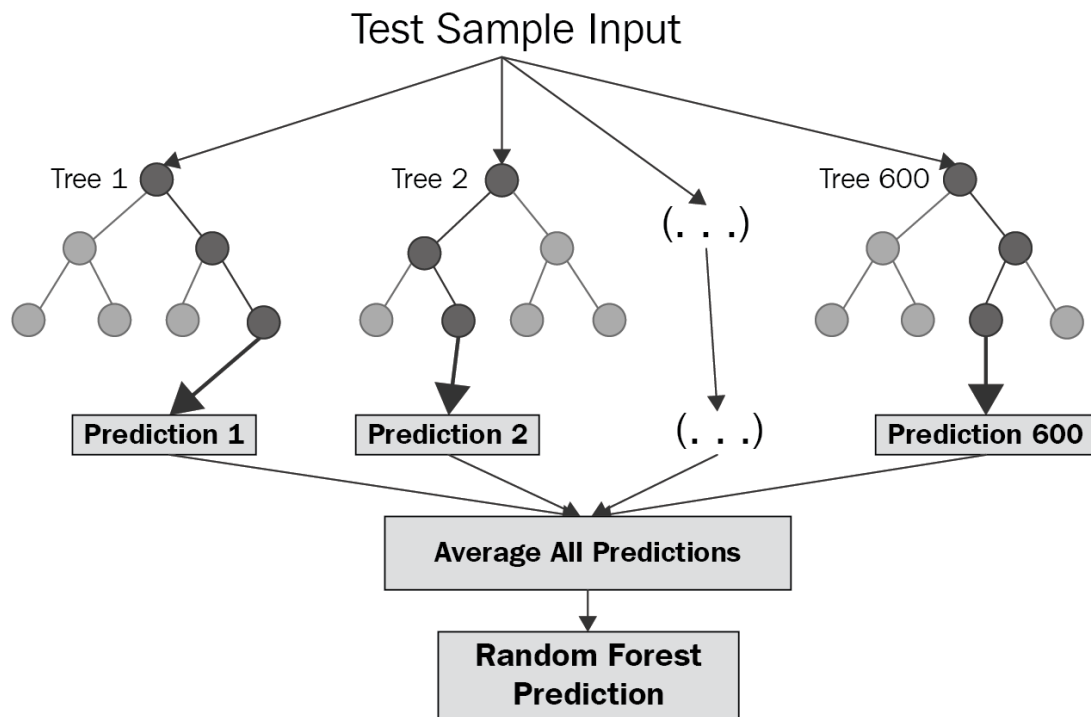 Test Sample Input
Tree 1
Tree 2
(. . .)
Tree 600
Prediction 1
Prediction 2
(. . .)
Prediction 600
Average All Predictions
Random Forest
Prediction